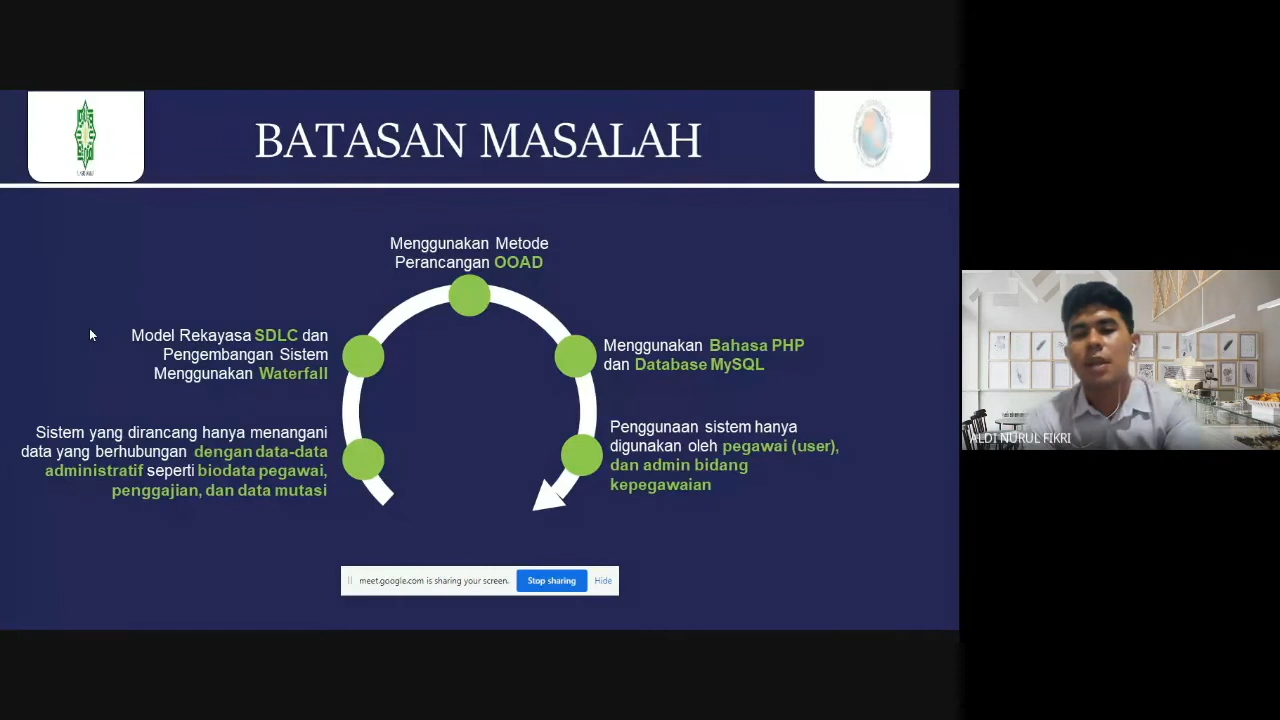 BATASAN MASALAH
Menggunakan Metode
Perancangan OOAD
Model Rekayasa SDLC dan
Pengembangan Sistem
Menggunakan Waterfall
Menggunakan Bahasa PHP
dan Database MySQL
Sistem yang dirancang hanya menangani
data yang berhubungan dengan data-data
administratif seperti biodata pegawai,
penggajian, dan data mutasi
Penggunaan sistem hanya
digunakan oleh pegawai (user),
dan admin bidang
kepegawaian
meet.google.com is sharing your screen.
Stop sharing
Hide
ALDI NURUL FIKRI